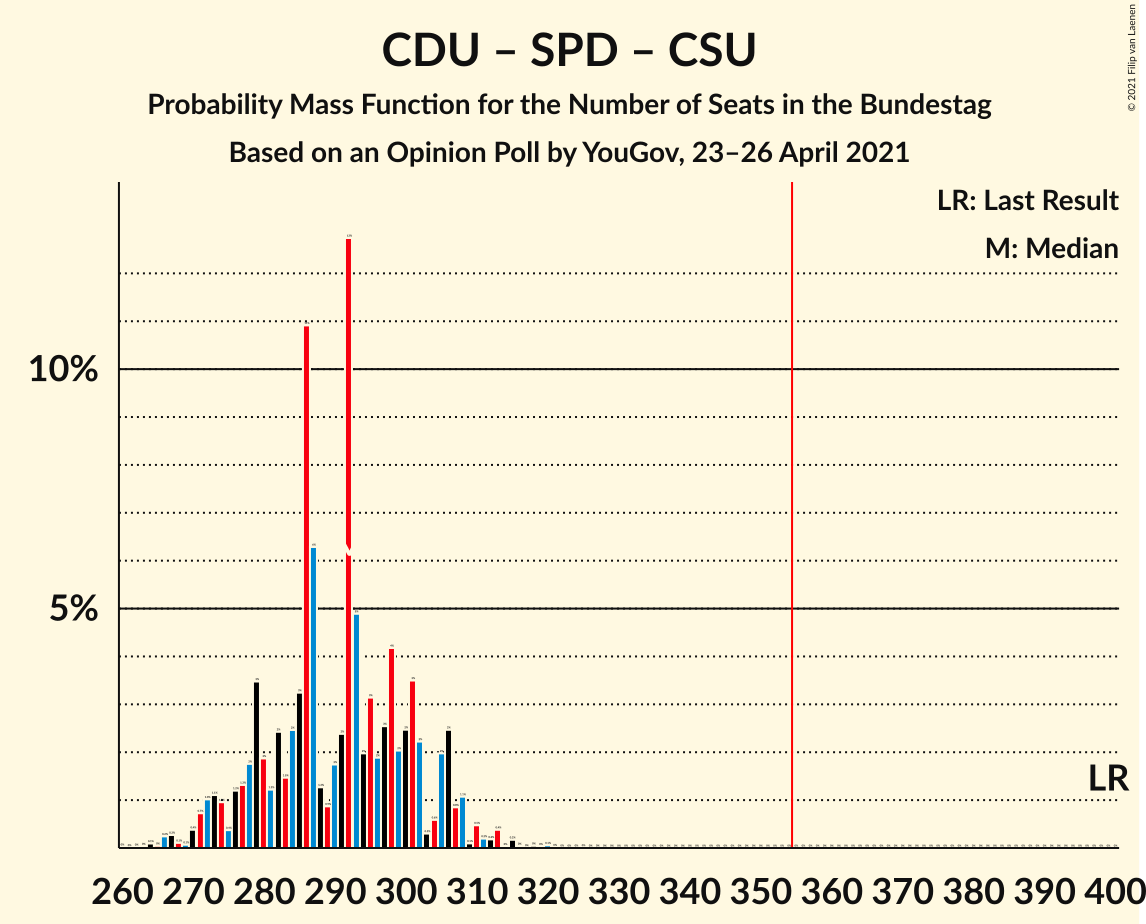 CDU – SPD – CSU
Probability Mass Function for the Number of Seats in the Bundestag
Based on an Opinion Poll by YouGov, 23–26 April 2021
© 2021 Filip van Laenen
LR: Last Result
M: Median
10%
5%
LR
260 270 280 290 300 310 320 330 340 350 360 370 380 390 400